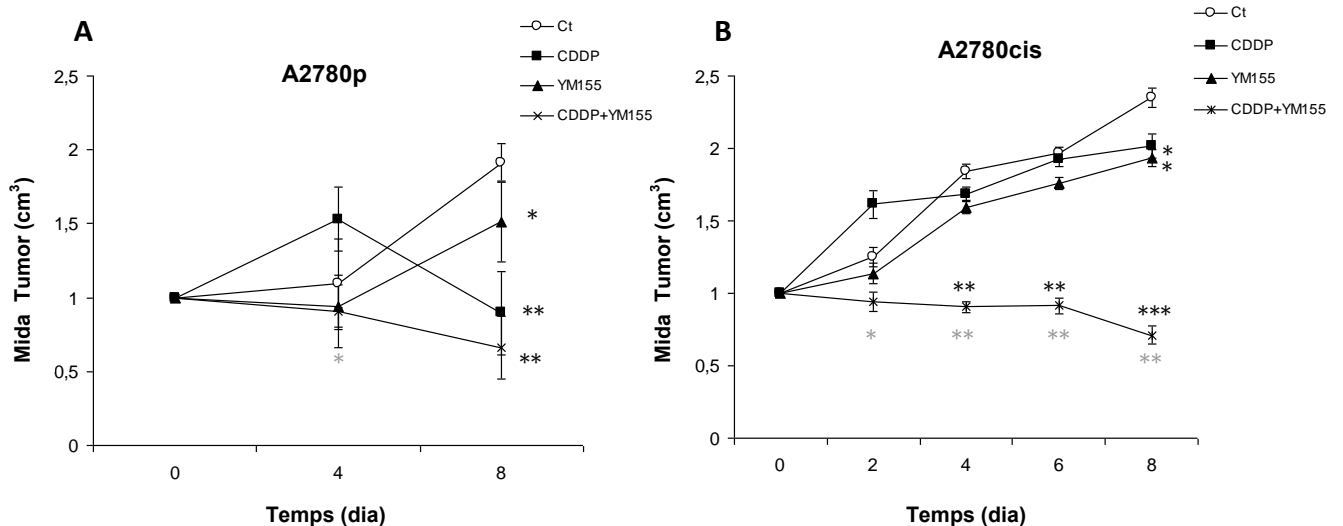 A
A2780p
Ct
CDDP
YM155
CDDP+YM155
2,5
2
1,5
1
0,5
0
Mida Tumor (cm³)
*
**
**
*
0 4 8
Temps (dia)
B
A2780cis
Ct
CDDP
YM155
CDDP+YM155
2,5
2
1,5
1
0,5
0
Mida Tumor (cm³)
*
*
** ** ***
* ** ** **
0 2 4 6 8
Temps (dia)